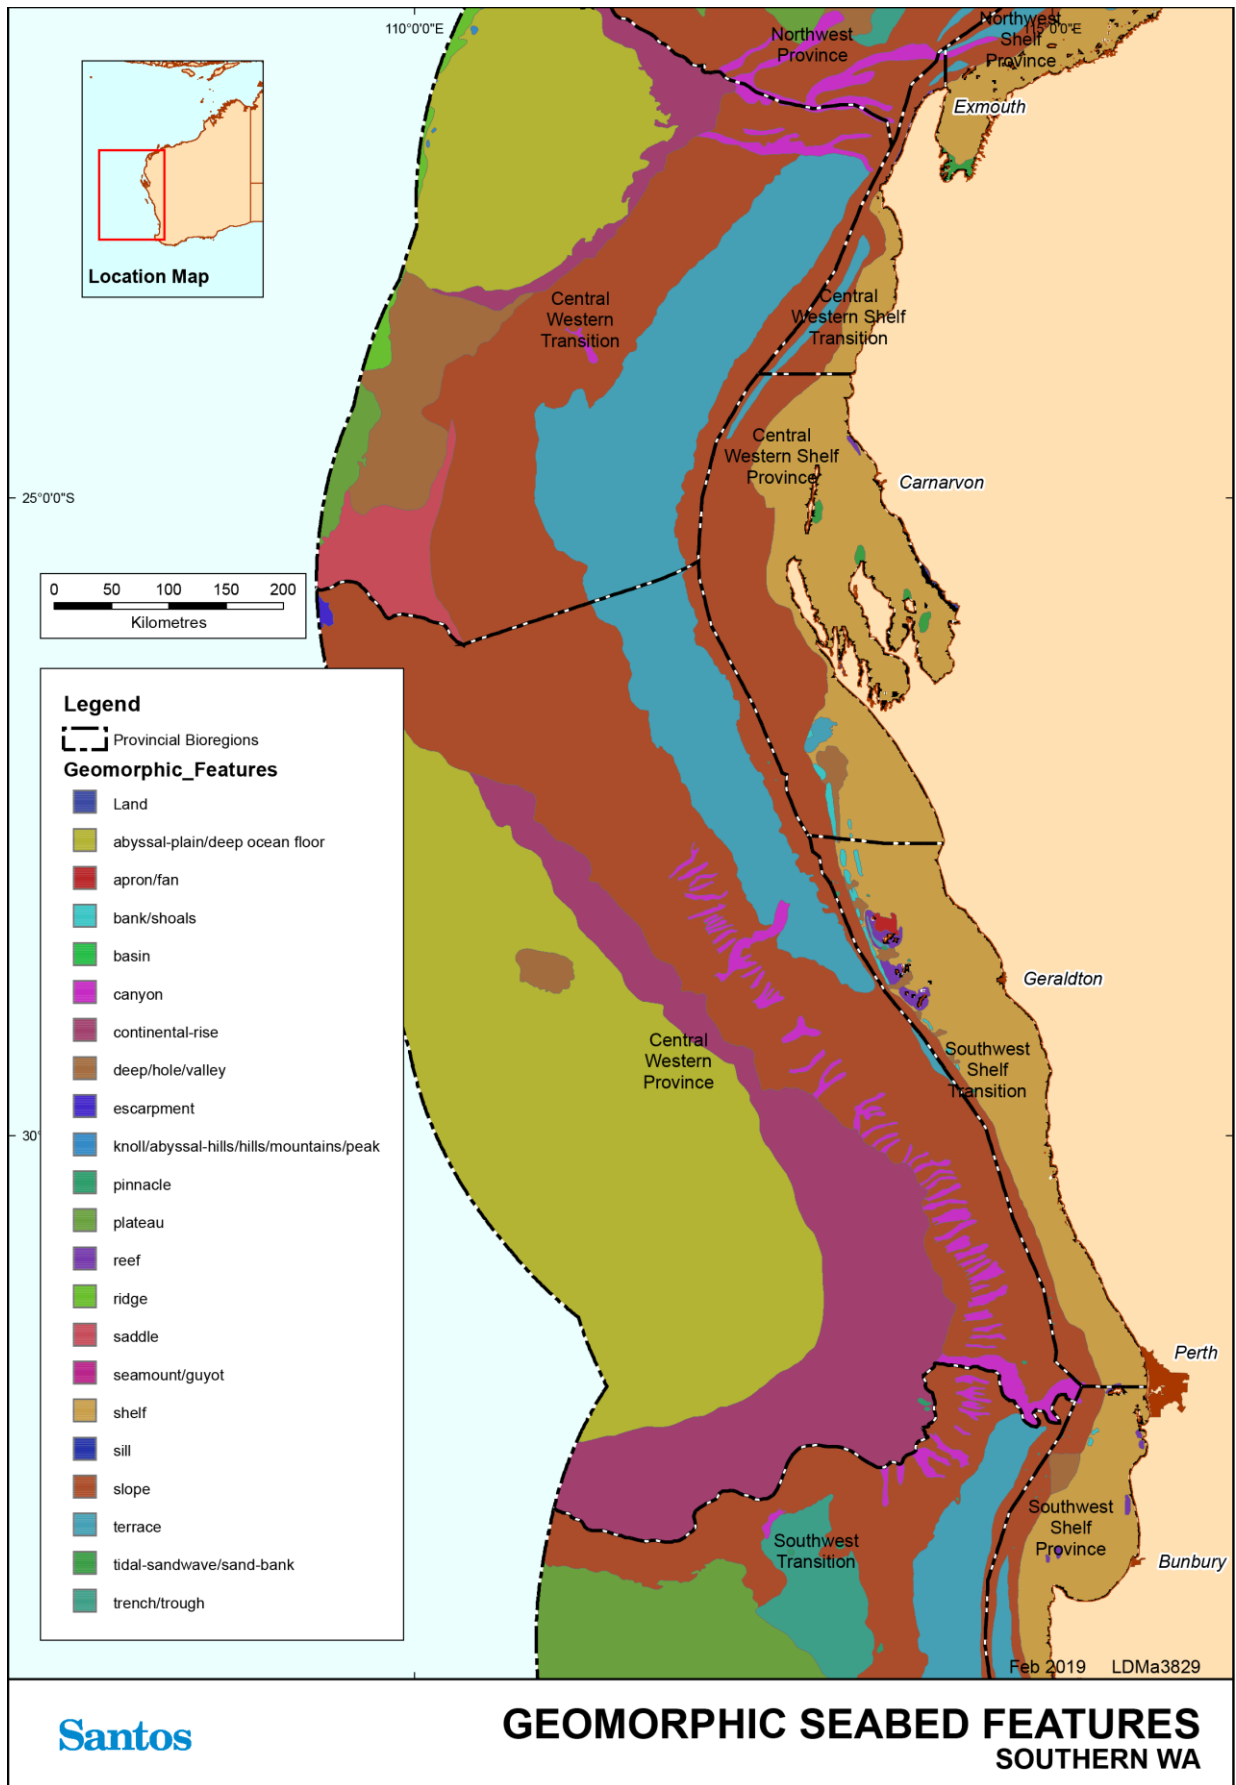 110°0'0"E
115°0'0"E
Northwest
Province
Northwest
Shelf
Province
Exmouth
Location Map
Central
Western
Transition
Central
Western Shelf
Transition
Central
Western Shelf
Province
Carnarvon
25°0'0"S
0 50 100 150 200
Kilometres
Legend
Provincial Bioregions
Geomorphic_Features
Land
abyssal-plain/deep ocean floor
apron/fan
bank/shoals
basin
canyon
continental-rise
deep/hole/valley
escarpment
knoll/abyssal-hills/hills/mountains/peak
pinnacle
plateau
reef
ridge
saddle
seamount/guyot
shelf
sill
slope
terrace
tidal-sandwave/sand-bank
trench/trough
30°
Geraldton
Central
Western
Province
Southwest
Shelf
Transition
Perth
Southwest
Shelf
Province
Southwest
Transition
Bunbury
Feb 2019 LDMa3829
Santos
GEOMORPHIC SEABED FEATURES
SOUTHERN WA